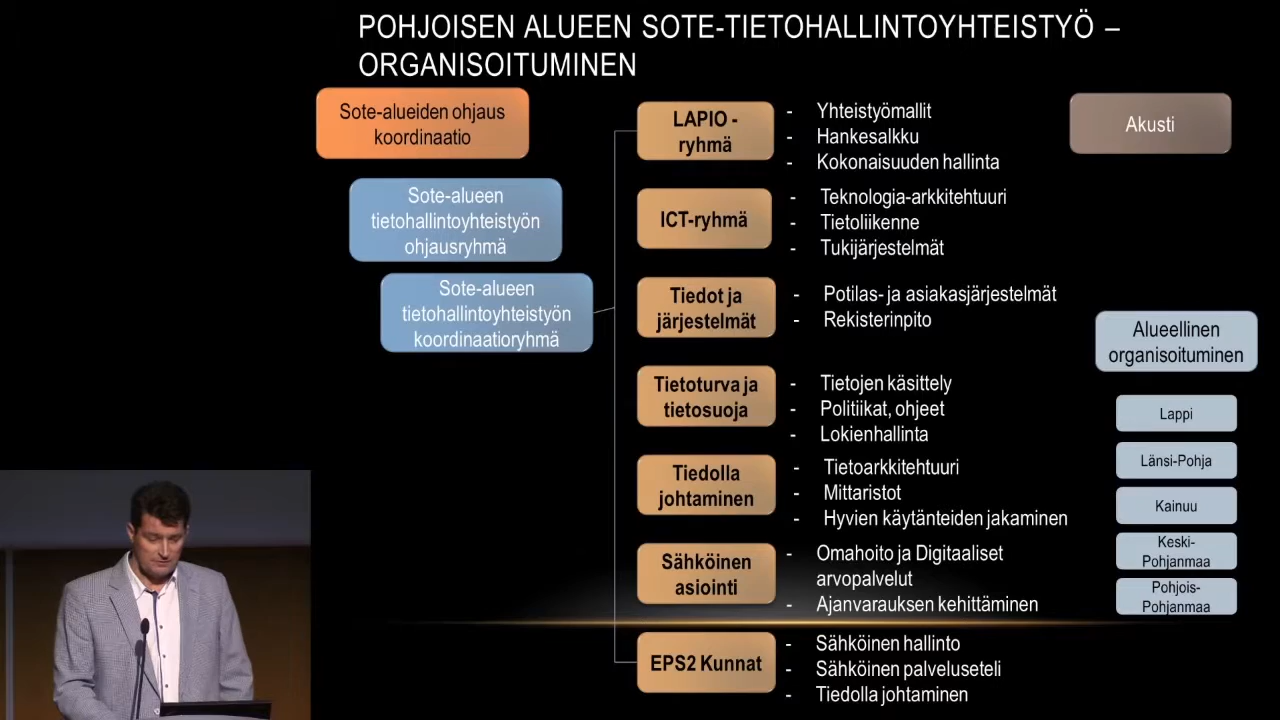 POHJOISEN ALUEEN SOTE-TIETOHALLINTOYHTEISTYÖ –
ORGANISOITUMINEN
Sote-alueiden ohjaus
koordinaatio
Sote-alueen
tietohallintoyhteistyön
ohjausryhmä
Sote-alueen
tietohallintoyhteistyön
koordinaatioryhmä
LAPIO -
ryhmä
- Yhteistyömallit
- Hankesalkku
- Kokonaisuuden hallinta
ICT-ryhmä
- Teknologia-arkkitehtuuri
- Tietoliikenne
- Tukijärjestelmät
Tiedot ja
järjestelmät
- Potilas- ja asiakasjärjestelmät
- Rekisterinpito
Tietoturva ja
tietosuoja
- Tietojen käsittely
- Politiikat, ohjeet
- Lokienhallinta
Tiedolla
johtaminen
- Tietoarkkitehtuuri
- Mittaristot
- Hyvien käytänteiden jakaminen
Sähköinen
asiointi
- Omahoito ja Digitaaliset
arvopalvelut
- Ajanvarauksen kehittäminen
EPS2 Kunnat
- Sähköinen hallinto
- Sähköinen palveluseteli
- Tiedolla johtaminen
Akusti
Alueellinen
organisoituminen
Lappi
Länsi-Pohja
Kainuu
Keski-
Pohjanmaa
Pohjois-
Pohjanmaa